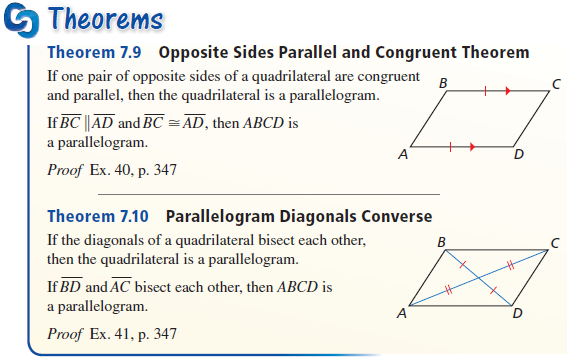 Theorems
Theorem 7.9 Opposite Sides Parallel and Congruent Theorem
If one pair of opposite sides of a quadrilateral are congruent
and parallel, then the quadrilateral is a parallelogram.
If BC ∥ AD and BC ≅ AD, then ABCD is
a parallelogram.
Proof Ex. 40, p. 347
B
C
A
D
Theorem 7.10 Parallelogram Diagonals Converse
If the diagonals of a quadrilateral bisect each other,
then the quadrilateral is a parallelogram.
If BD and AC bisect each other, then ABCD is
a parallelogram.
Proof Ex. 41, p. 347
B
C
A
D